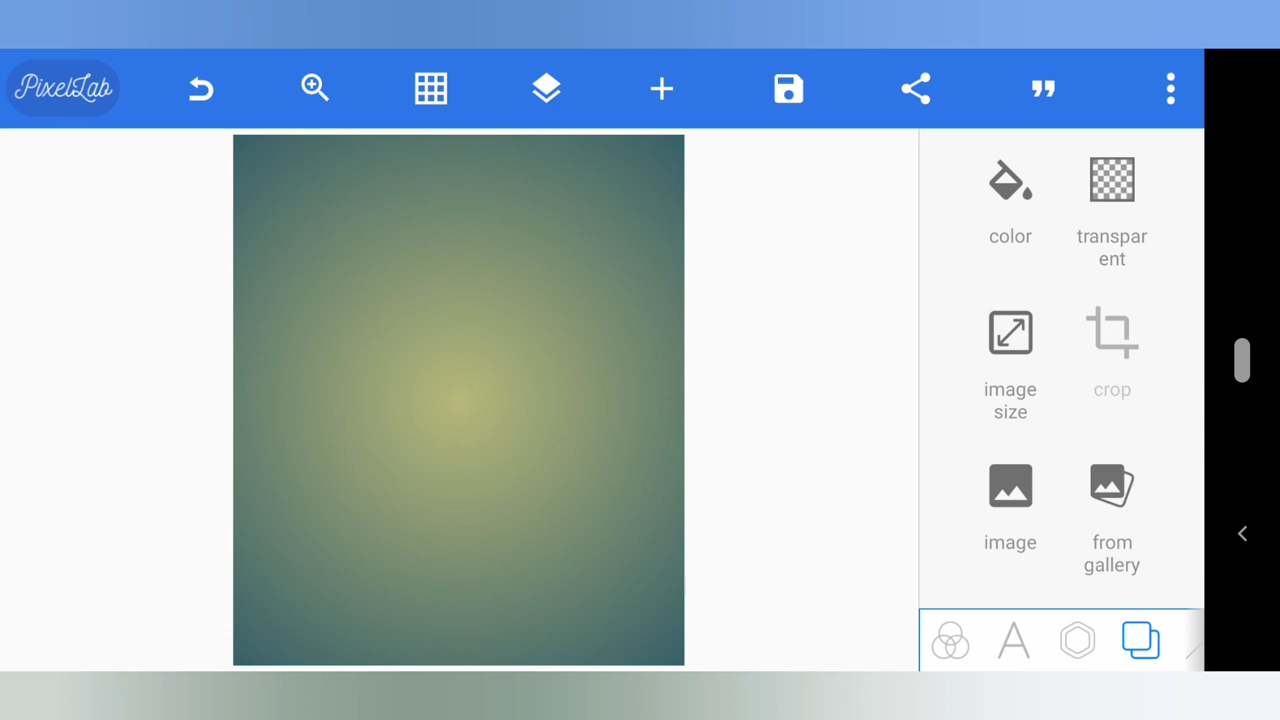 PixelLab
color
transpar
ent
image
size
crop
image
from
gallery